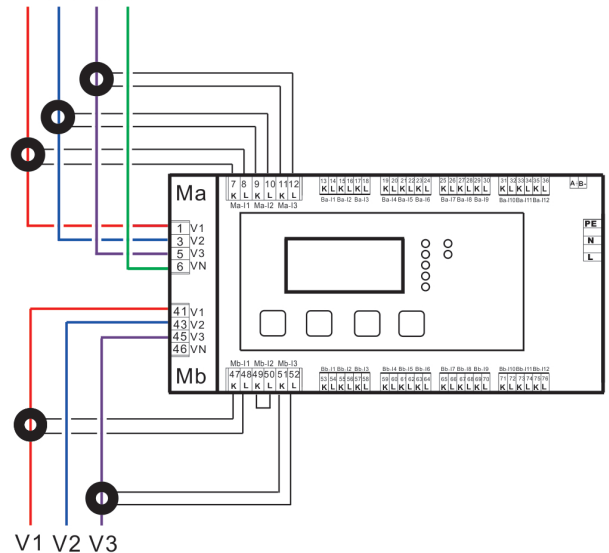 7 8 9 10 11 12 13 14 15 16 17 18 19 20 21 22 23 24 25 26 27 28 29 30 31 32 33 34 35 36 A+ B-
K L K L K L K L K L K L K L K L K L K L K L K L K L K L K L
Ma-I1 Ma-I2 Ma-I3 Ba-I1 Ba-I2 Ba-I3 Ba-I4 Ba-I5 Ba-I6 Ba-I7 Ba-I8 Ba-I9 Ba-I10 Ba-I11 Ba-I12
Ma
1 V1
3 V2
5 V3
6 VN
PE
N
L
41 V1
43 V2
45 V3
46 VN
Mb
Mb-I1 Mb-I2 Mb-I3 Bb-I1 Bb-I2 Bb-I3 Bb-I4 Bb-I5 Bb-I6 Bb-I7 Bb-I8 Bb-I9 Bb-I10 Bb-I11 Bb-I12
47 48 49 50 51 52 53 54 55 56 57 58 59 60 61 62 63 64 65 66 67 68 69 70 71 72 73 74 75 76
K L K L K L K L K L K L K L K L K L K L K L K L K L K L K L
V1 V2 V3